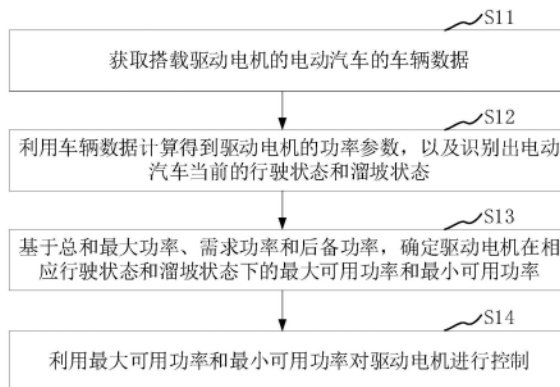 S11
获取搭载驱动电机的电动汽车的车辆数据
S12
利用车辆数据计算得到驱动电机的功率参数，以及识别出电动
汽车当前的行驶状态和溜坡状态
S13
基于总和最大功率、需求功率和后备功率，确定驱动电机在相
应行驶状态和溜坡状态下的最大可用功率和最小可用功率
S14
利用最大可用功率和最小可用功率对驱动电机进行控制